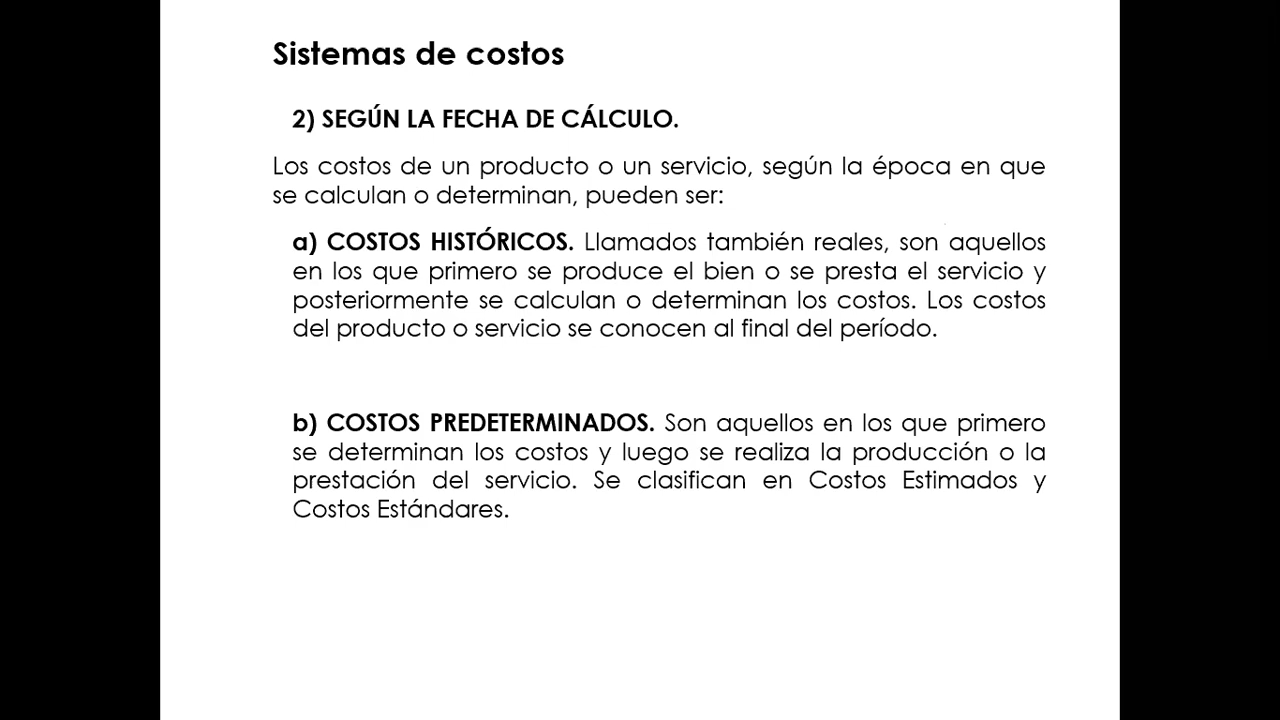 Sistemas de costos
2) SEGÚN LA FECHA DE CÁLCULO.
Los costos de un producto o un servicio, según la época en que
se calculan o determinan, pueden ser:
a) COSTOS HISTÓRICOS. Llamados también reales, son aquellos
en los que primero se produce el bien o se presta el servicio y
posteriormente se calculan o determinan los costos. Los costos
del producto o servicio se conocen al final del período.
b) COSTOS PREDETERMINADOS. Son aquellos en los que primero
se determinan los costos y luego se realiza la producción o la
prestación del servicio. Se clasifican en Costos Estimados y
Costos Estándares.